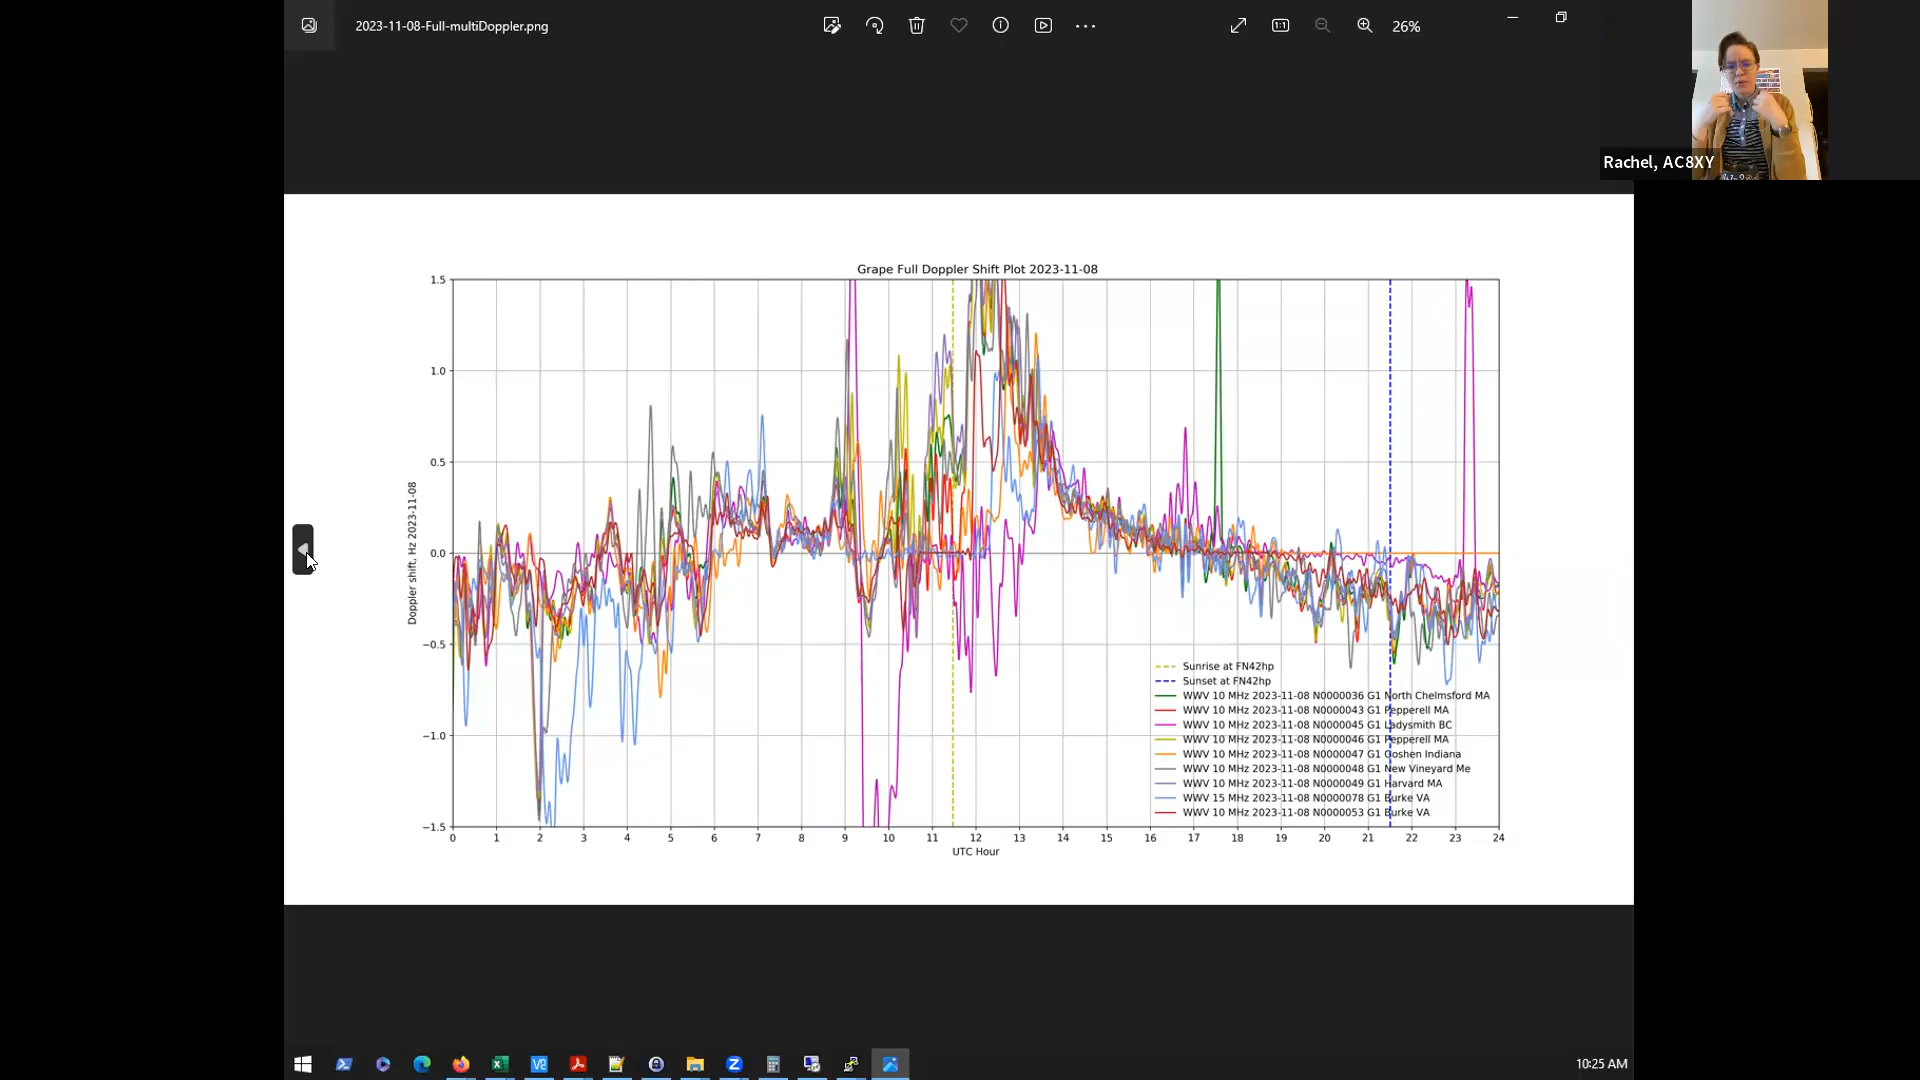 2023-11-08-Full-multiDoppler.png
26%
Rachel, AC8XY
Grape Full Doppler Shift Plot 2023-11-08
1.5
1.0
0.5
0.0
−0.5
−1.0
−1.5
Doppler shift, Hz 2023-11-08
Sunrise at FN42hp
Sunset at FN42hp
WWV 10 MHz 2023-11-08 N0000036 G1 North Chelmsford MA
WWV 10 MHz 2023-11-08 N0000043 G1 Pepperell MA
WWV 10 MHz 2023-11-08 N0000045 G1 Ladysmith BC
WWV 10 MHz 2023-11-08 N0000046 G1 Pepperell MA
WWV 10 MHz 2023-11-08 N0000047 G1 Goshen Indiana
WWV 10 MHz 2023-11-08 N0000048 G1 New Vineyard Me
WWV 10 MHz 2023-11-08 N0000049 G1 Harvard MA
WWV 15 MHz 2023-11-08 N0000078 G1 Burke VA
WWV 10 MHz 2023-11-08 N0000053 G1 Burke VA
0 1 2 3 4 5 6 7 8 9 10 11 12 13 14 15 16 17 18 19 20 21 22 23 24
UTC Hour
10:25 AM